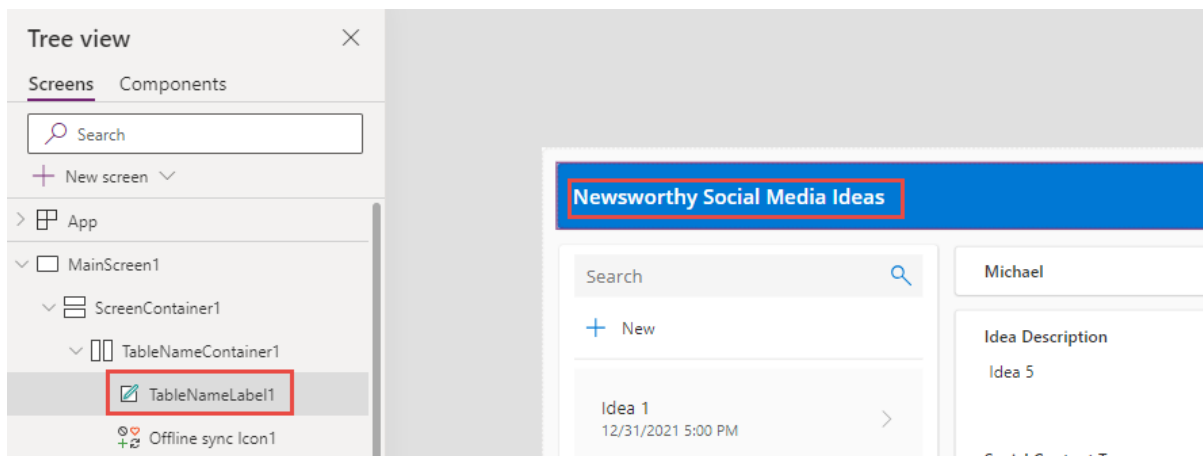 Tree view
Screens
Components
Search
New screen
App
MainScreen1
ScreenContainer1
TableNameContainer1
TableNameLabel1
Offline sync Icon1
Newsworthy Social Media Ideas
Search
New
Idea 1
12/31/2021 5:00 PM
Michael
Idea Description
Idea 5